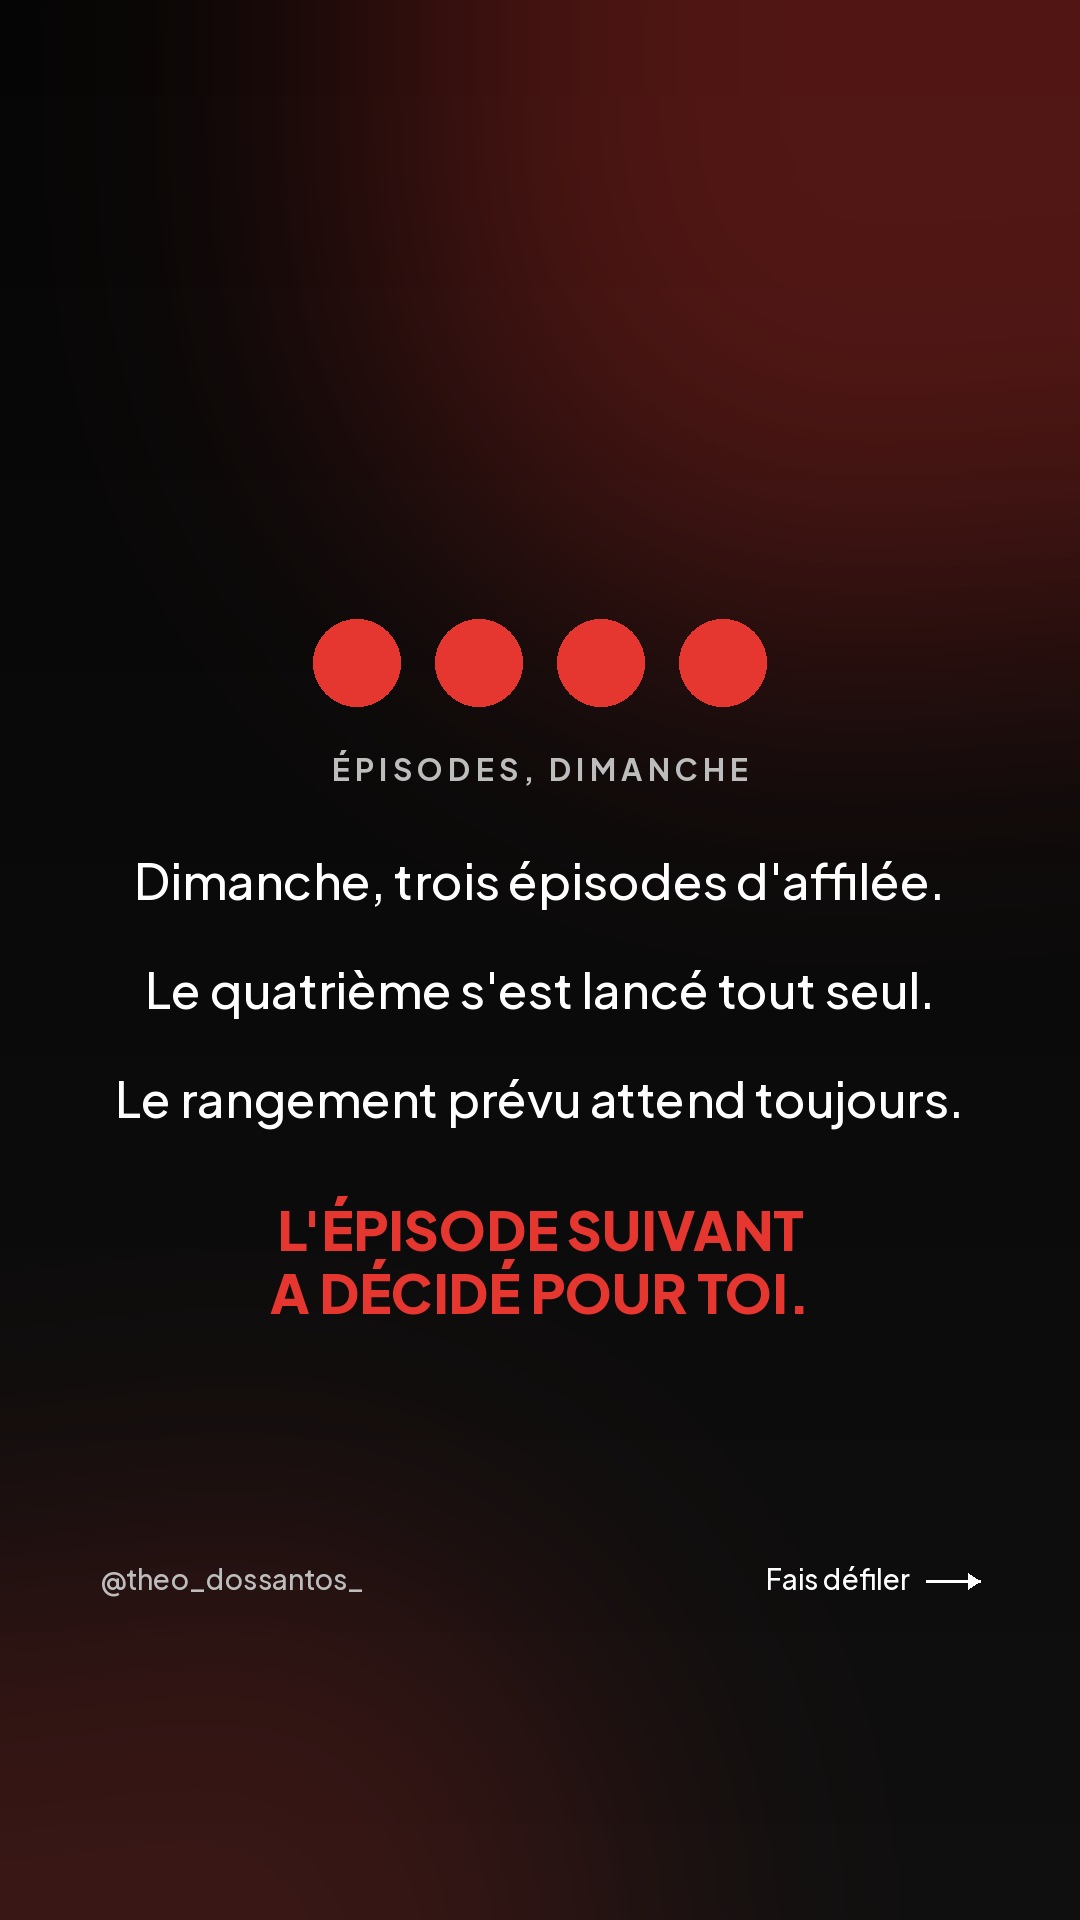 ÉPISODES, DIMANCHE
Dimanche, trois épisodes d'affilée.
Le quatrième s'est lancé tout seul.
Le rangement prévu attend toujours.
L'ÉPISODE SUIVANT
A DÉCIDÉ POUR TOI.
@theo_dossantos_
Fais défiler